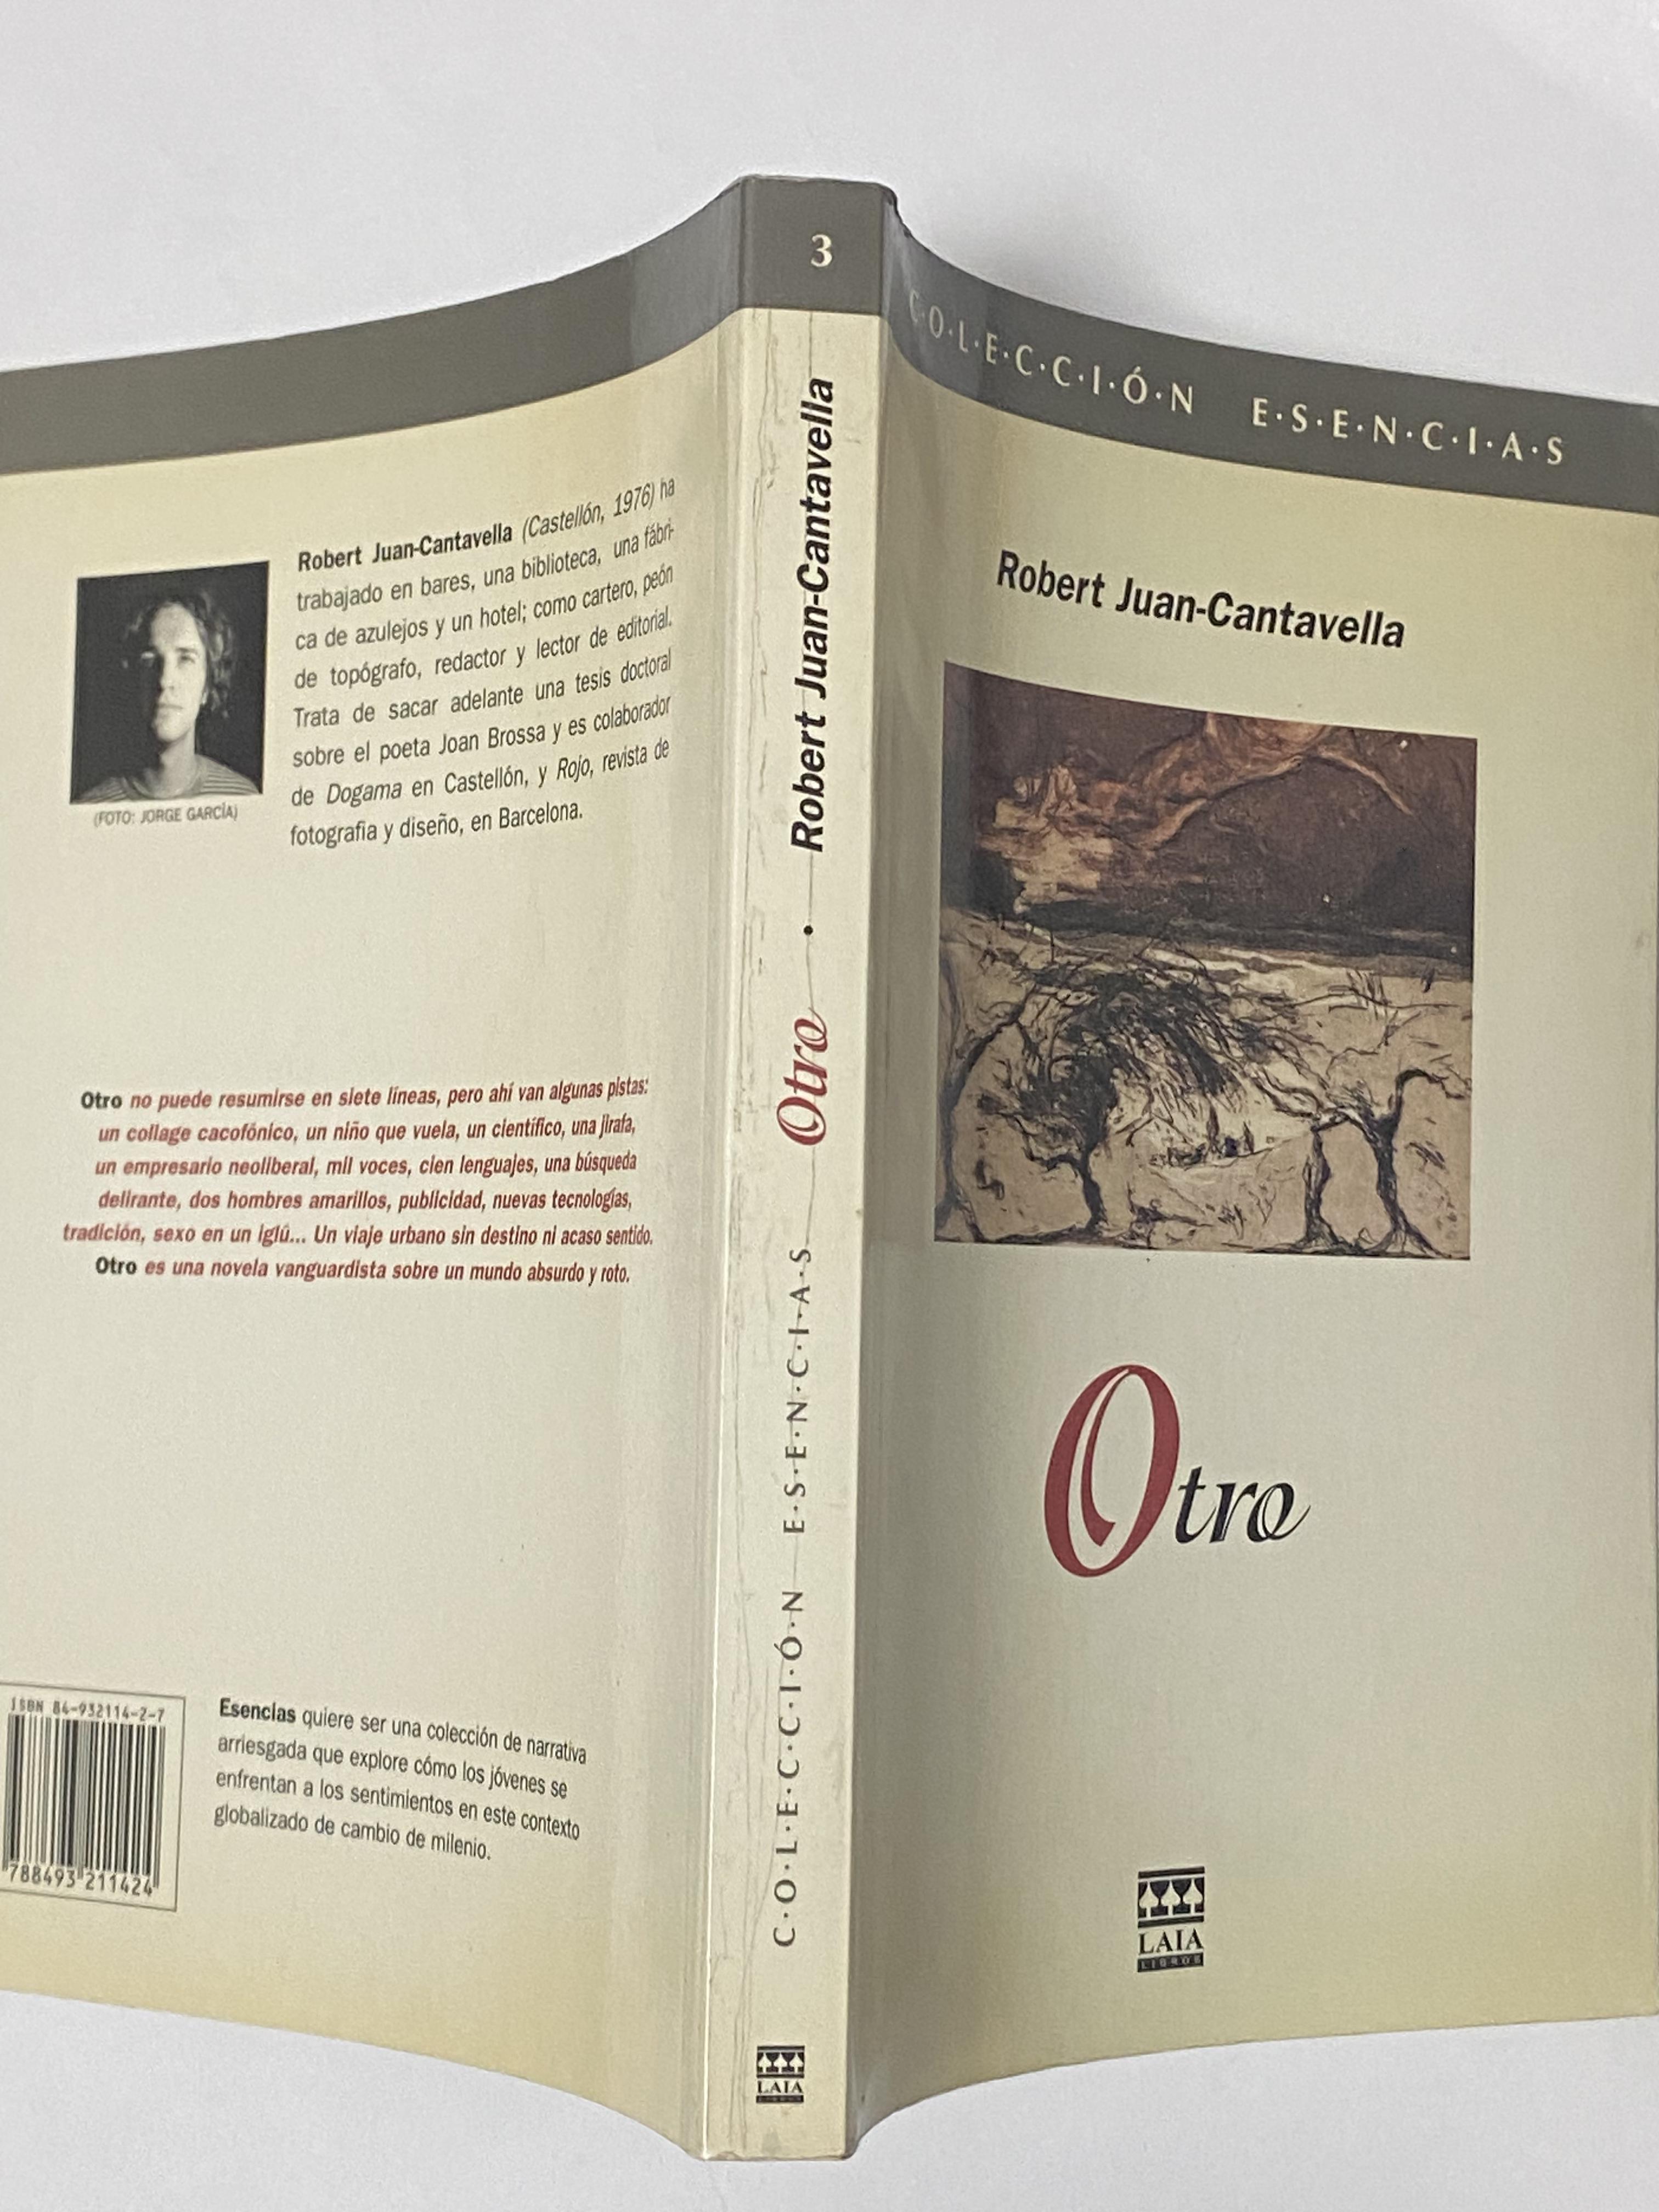 Robert Juan-Cantavella (Castellón, 1976) ha
trabajado en bares, una biblioteca, una fábri-
ca de azulejos y un hotel; como cartero, peón
de topógrafo, redactor y lector de editorial.
Trata de sacar adelante una tesis doctoral
sobre el poeta Joan Brossa y es colaborador
de Dogama en Castellón, y Rojo, revista de
fotografia y diseño, en Barcelona.
(FOTO: JORGE GARCÍA)
Otro no puede resumirse en siete líneas, pero ahí van algunas pistas:
un collage cacofónico, un niño que vuela, un científico, una jirafa,
un empresario neoliberal, mil voces, cien lenguajes, una búsqueda
delirante, dos hombres amarillos, publicidad, nuevas tecnologías,
tradición, sexo en un iglú... Un viaje urbano sin destino ni acaso sentido.
Otro es una novela vanguardista sobre un mundo absurdo y roto.
ISBN 84-932114-2-7
788493 211424
Esencias quiere ser una colección de narrativa
arriesgada que explore cómo los jóvenes se
enfrentan a los sentimientos en este contexto
globalizado de cambio de milenio.
3
C·O·L·E·C·C·I·Ó·N E·S·E·N·C·I·A·S Otro • Robert Juan-Cantavella
LAIA
LIBROS
C·O·L·E·C·C·I·Ó·N E·S·E·N·C·I·A·S
Robert Juan-Cantavella
Otro
LAIA
LIBROS